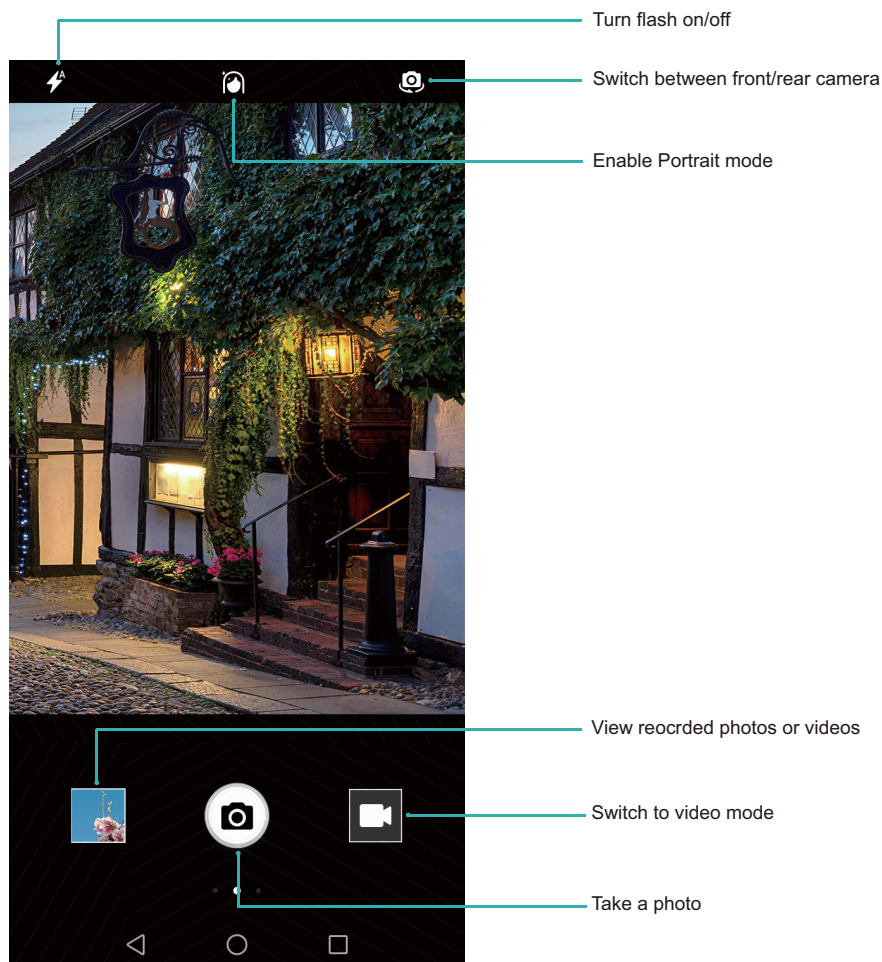 Turn flash on/off
A
Switch between front/rear camera
Enable Portrait mode
View reocrded photos or videos
Switch to video mode
Take a photo